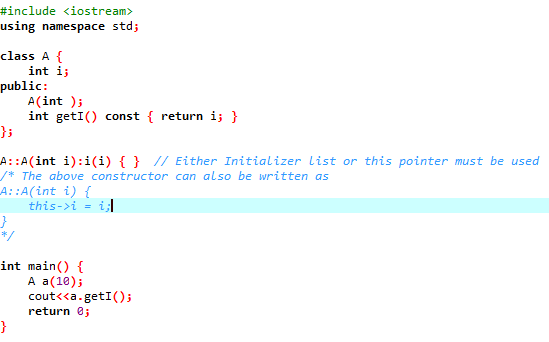 #include <iostream>
using namespace std;
class A {
    int i;
public:
    A(int );
    int getI() const { return i; }
};
A::A(int i):i(i) { }  // Either Initializer list or this pointer must be used
/* The above constructor can also be written as
A::A(int i) {
    this->i = i;
}
*/
int main() {
    A a(10);
    cout<<a.getI();
    return 0;
}